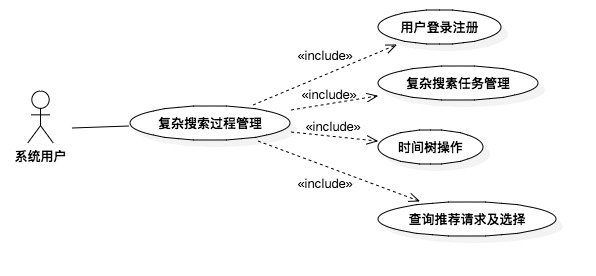 用户登录注册
«include»
复杂搜素任务管理
«include»
复杂搜索过程管理
«include»
时间树操作
系统用户
«include»
查询推荐请求及选择